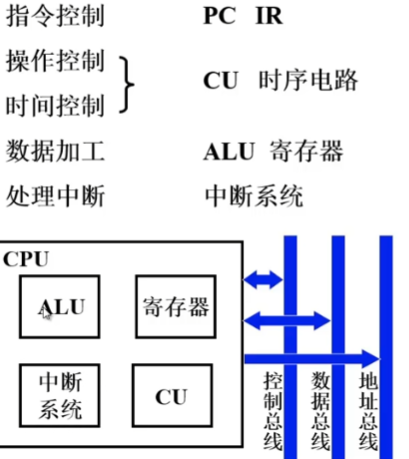 指令控制 PC IR
操作控制
CU 时序电路
时间控制
数据加工 ALU 寄存器
处理中断 中断系统
CPU
ALU 寄存器
中断
系统
CU
控制总线
数据总线
地址总线